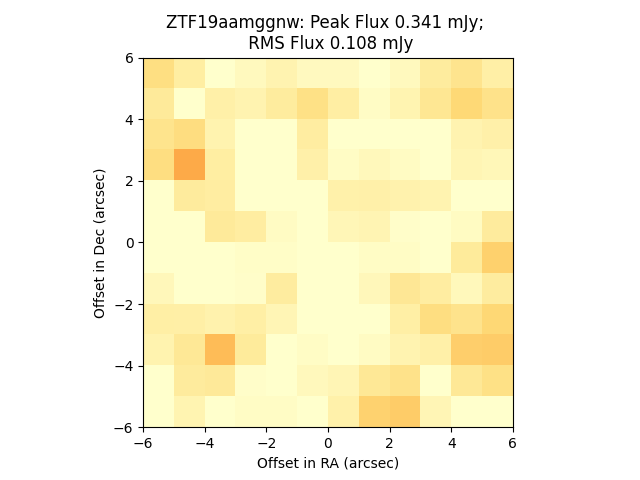 ZTF19aamggnw: Peak Flux 0.341 mJy;
RMS Flux 0.108 mJy
6
4
2
0
−2
−4
−6
Offset in Dec (arcsec)
−6 −4 −2 0 2 4 6
Offset in RA (arcsec)